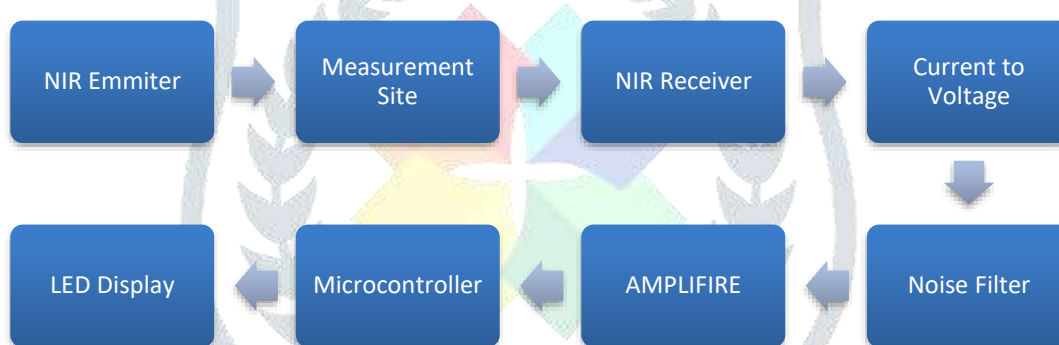 NIR Emmiter
Measurement
Site
NIR Receiver
Current to
Voltage
LED Display
Microcontroller
AMPLIFIRE
Noise Filter